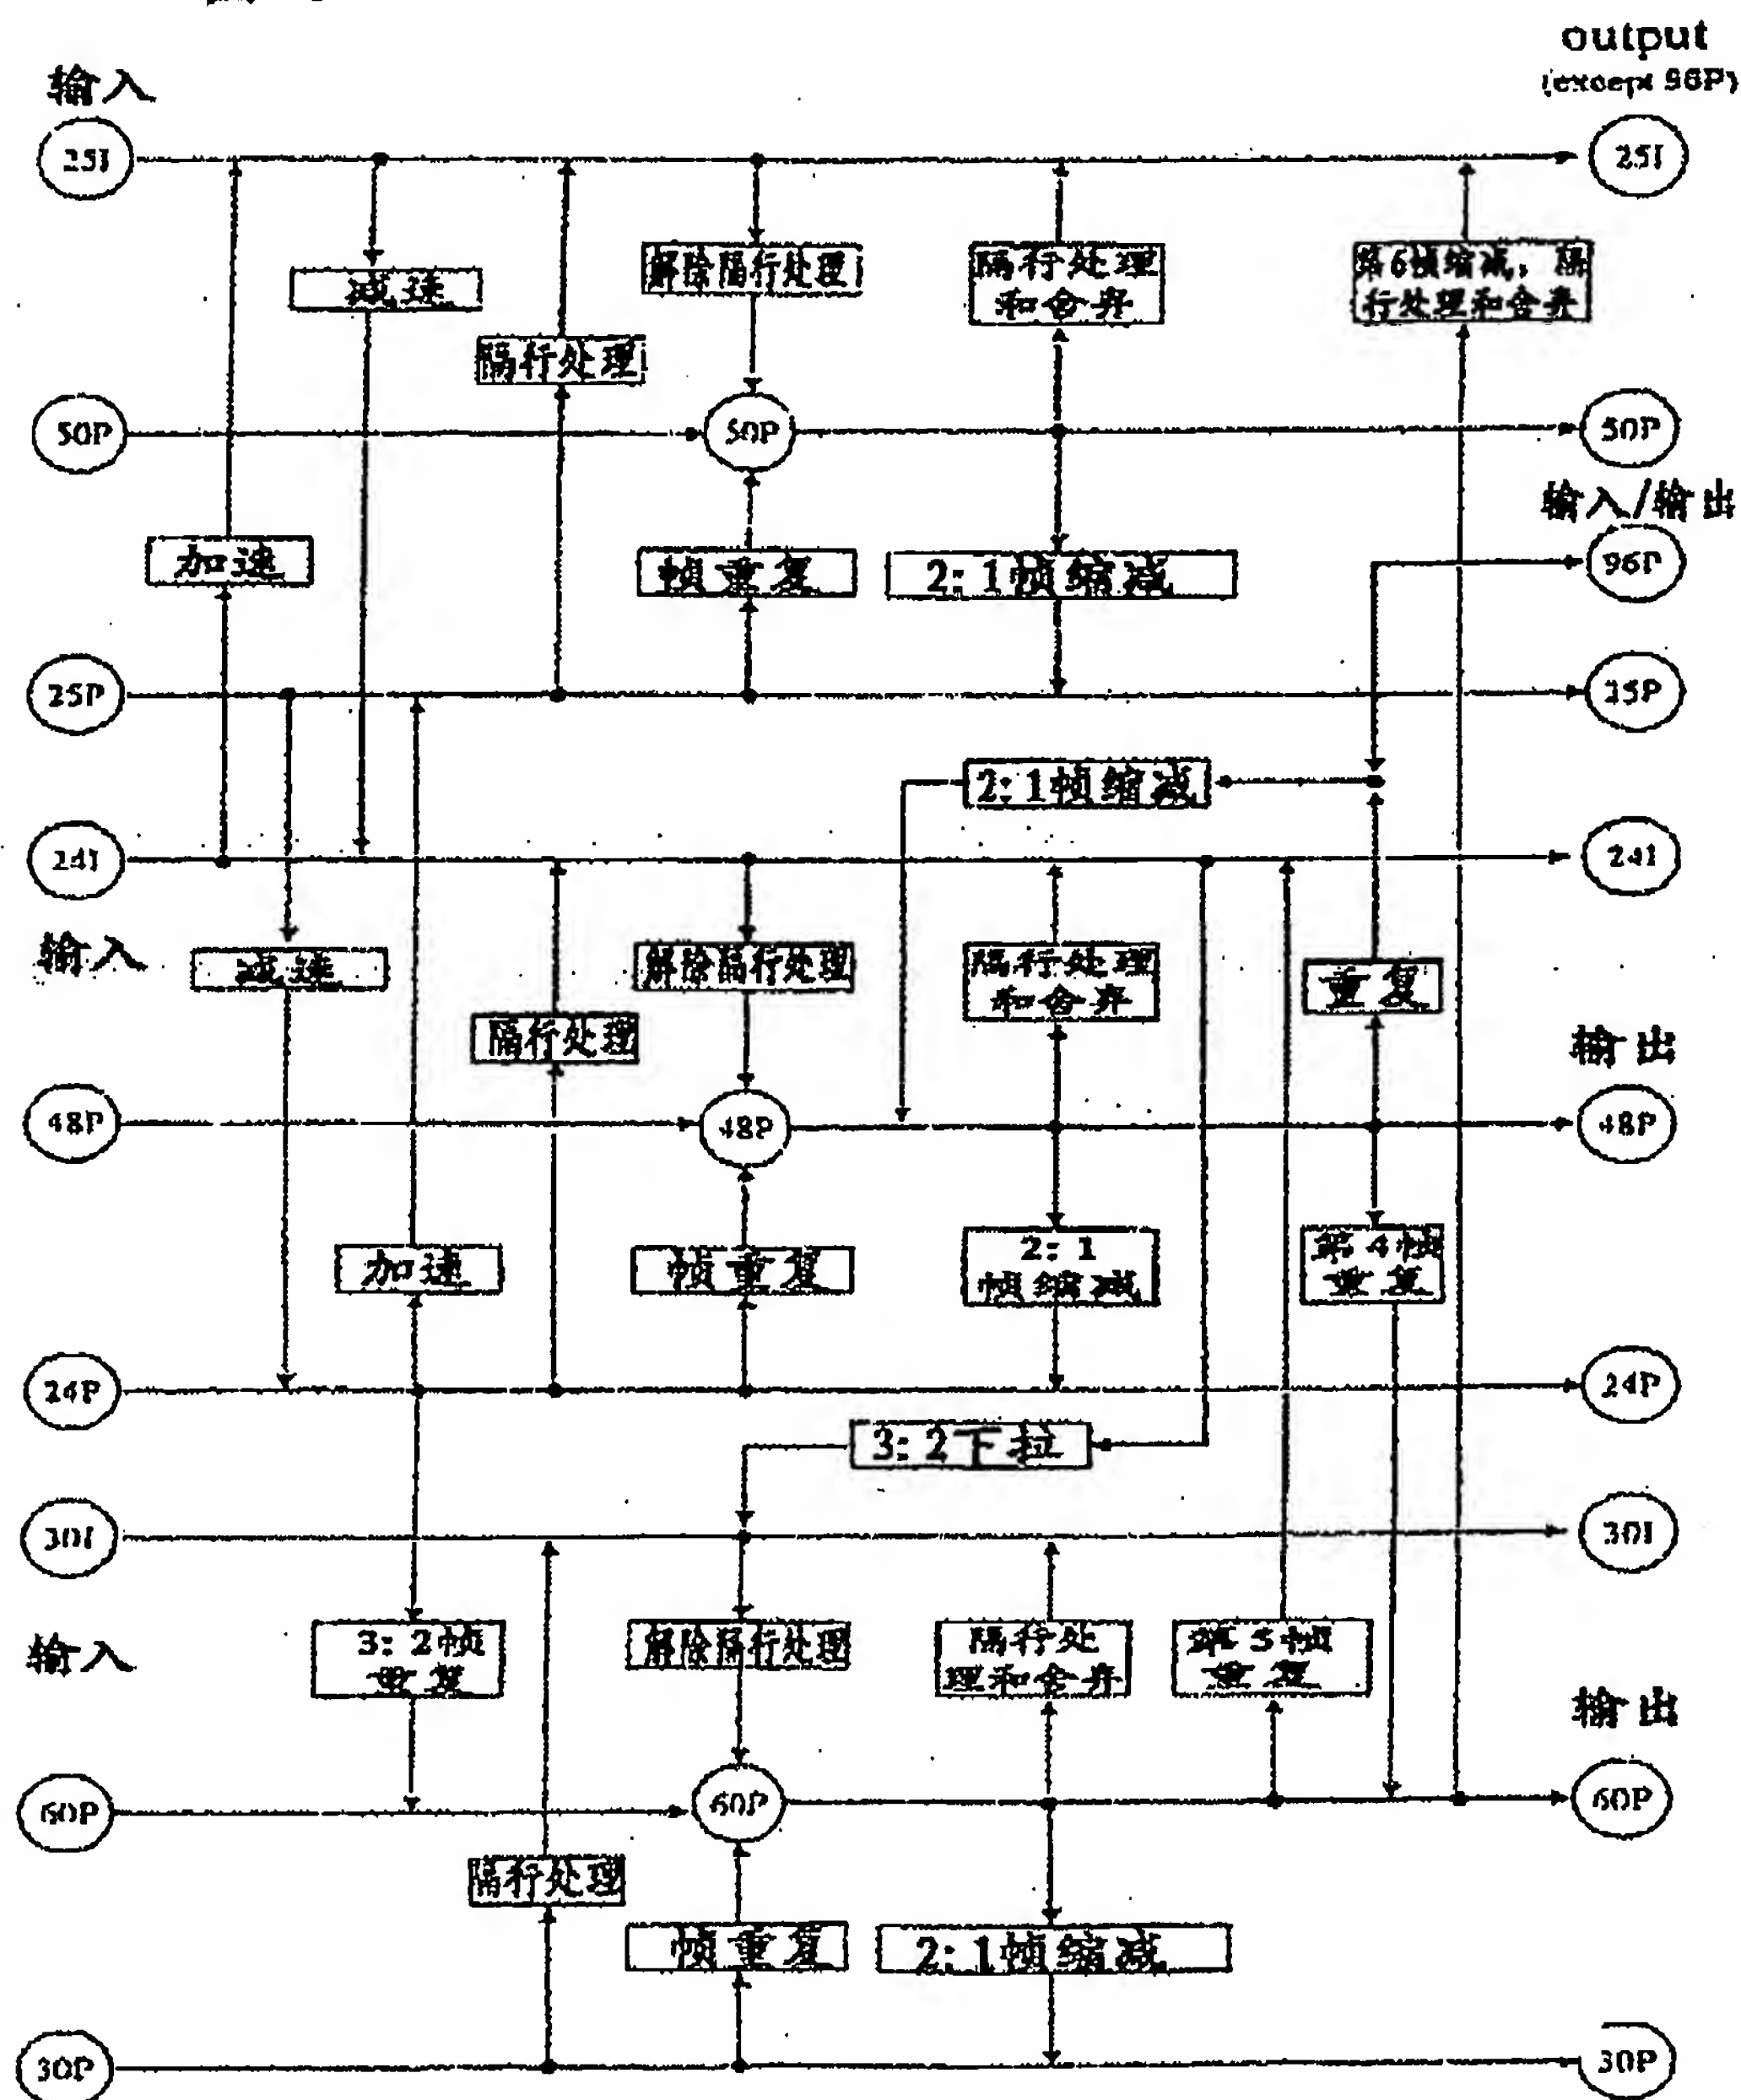 output
输入
(except 96P)
25I
25I
解除隔行处理
隔行处理
和舍弃
第6帧缩减，隔
行处理和舍弃
减速
隔行处理
50P
50P
50P
输入/输出
加速
帧重复
2:1帧缩减
96P
25P
25P
2:1帧缩减
24I
24I
输入
减速
解除隔行处理
隔行处理
和舍弃
重复
隔行处理
输出
48P
48P
48P
加速
帧重复
2:1
帧缩减
第4帧
重复
24P
24P
3:2下拉
30I
30I
输入
3:2帧
重复
解除隔行处理
隔行处
理和舍弃
第5帧
重复
输出
60P
60P
60P
隔行处理
帧重复
2:1帧缩减
30P
30P